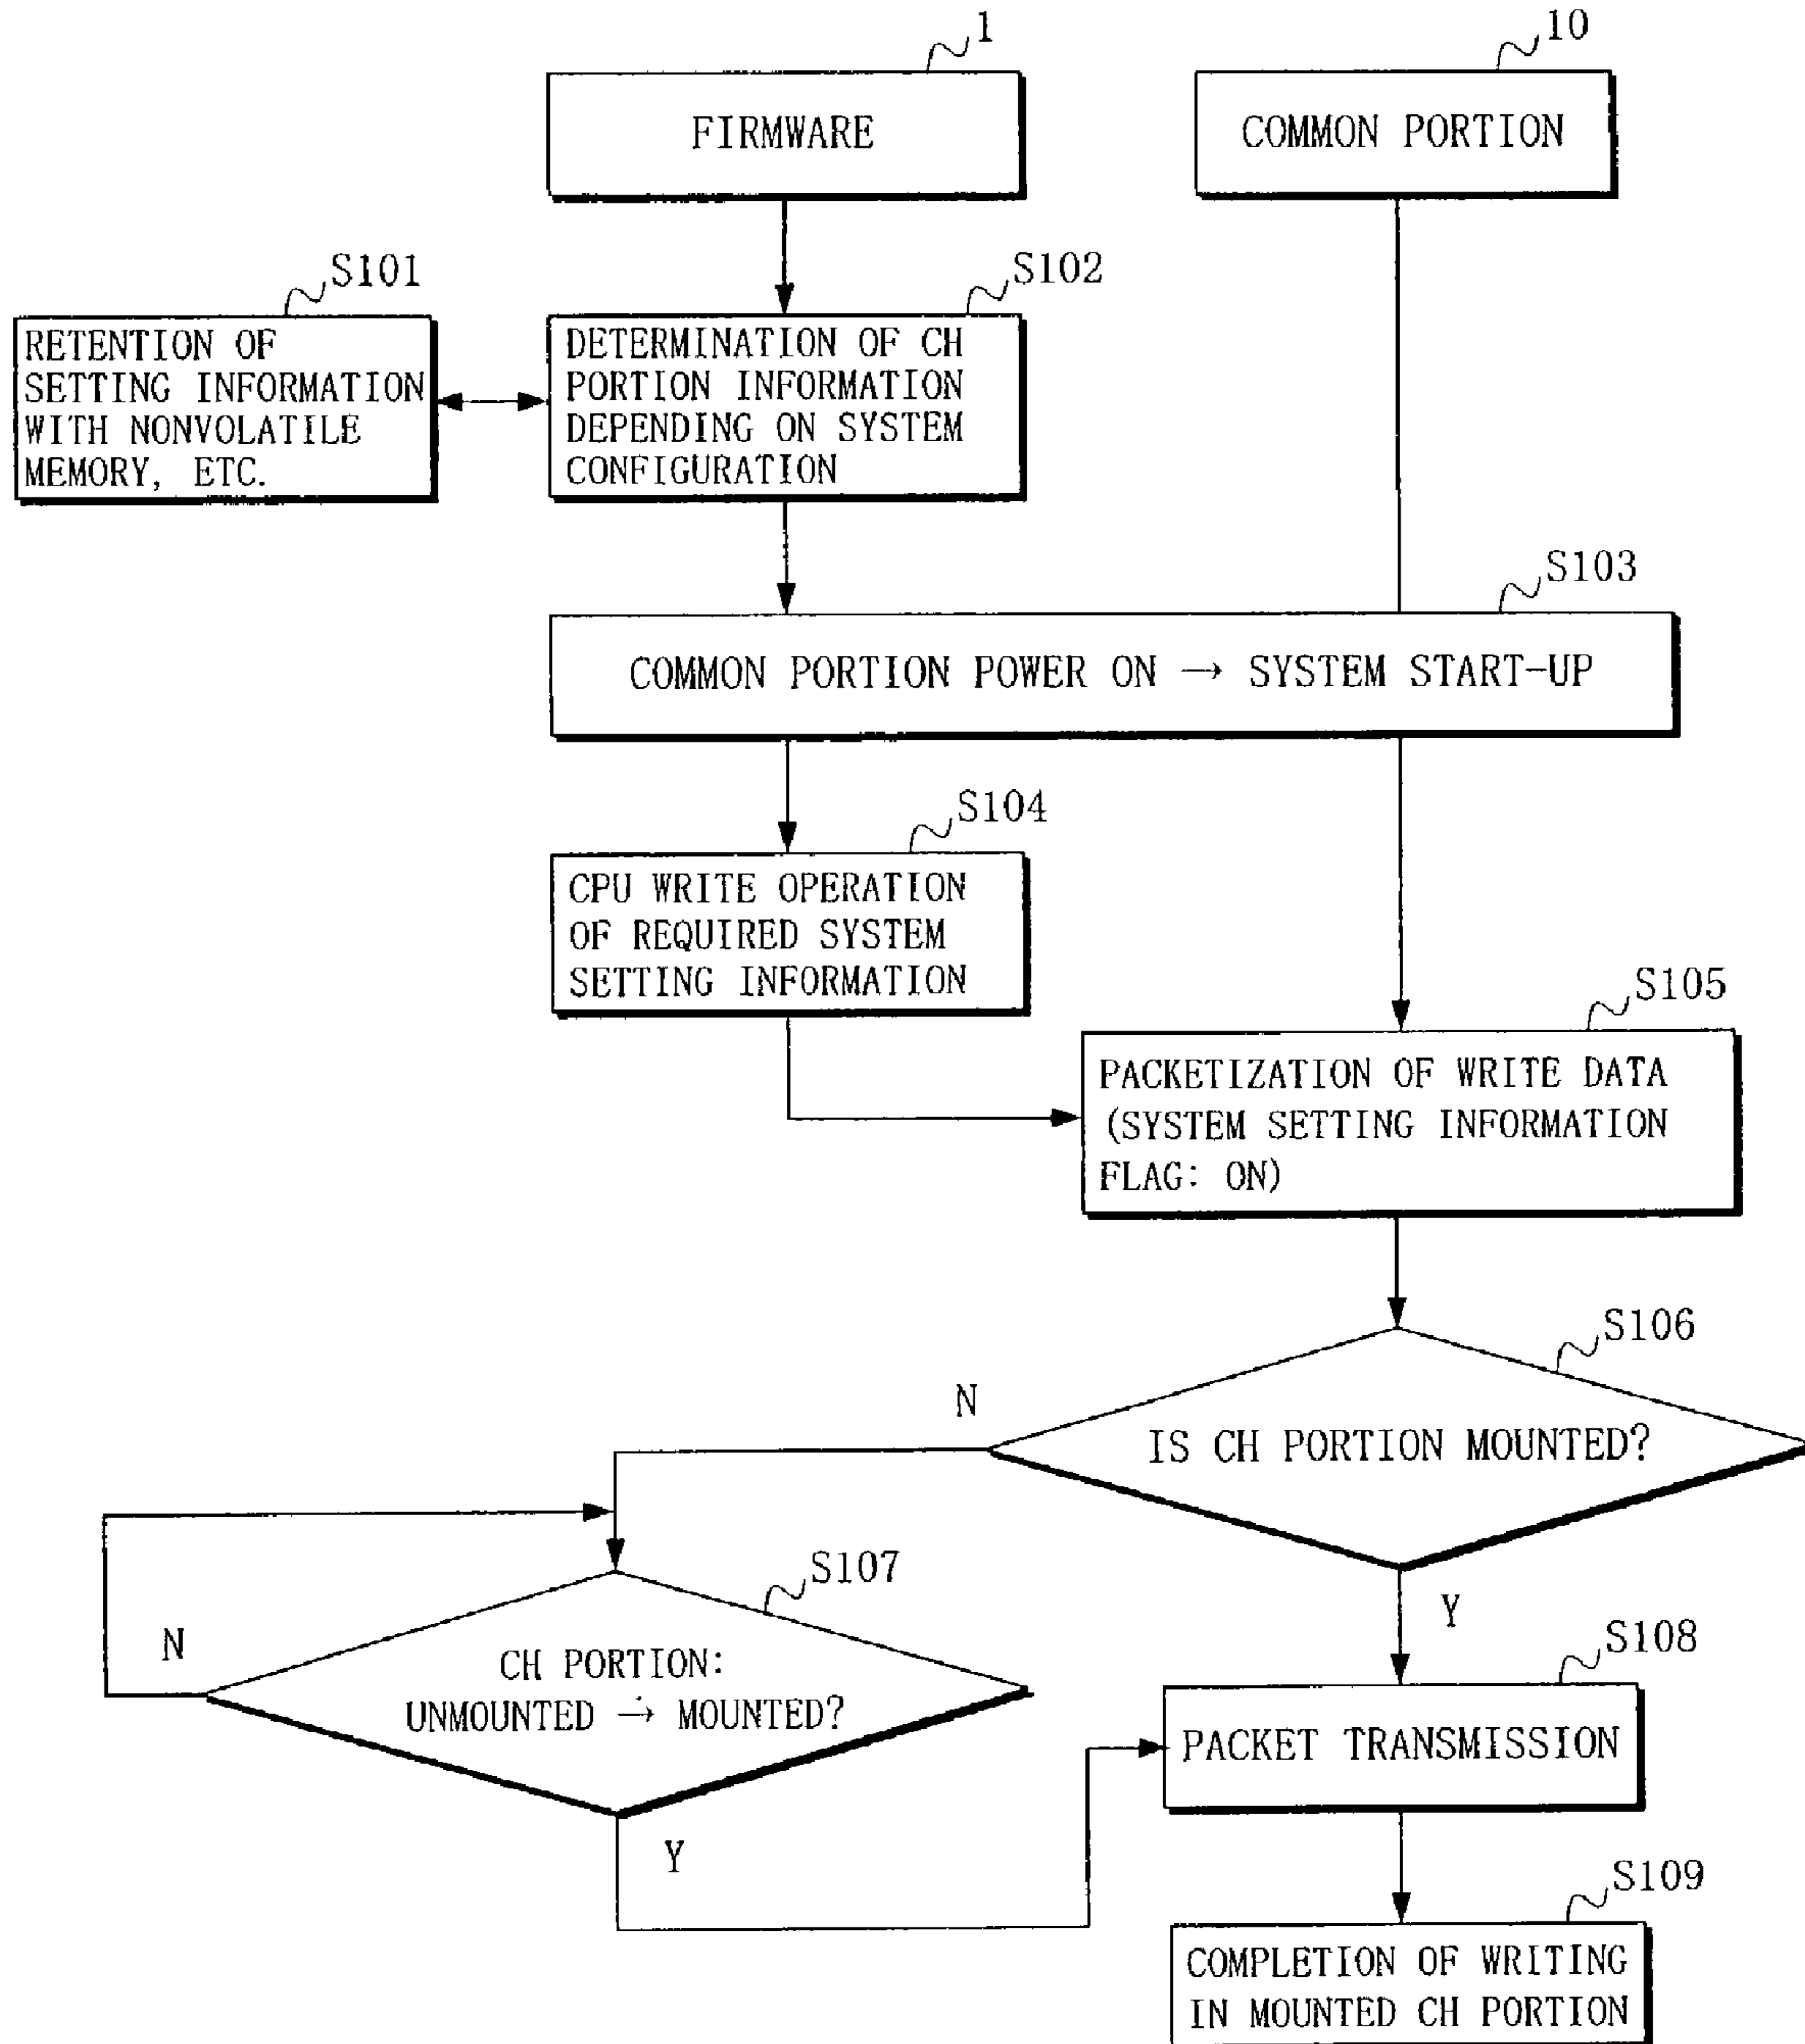 1
10
FIRMWARE
COMMON PORTION
S101
S102
RETENTION OF
SETTING INFORMATION
WITH NONVOLATILE
MEMORY, ETC.
DETERMINATION OF CH
PORTION INFORMATION
DEPENDING ON SYSTEM
CONFIGURATION
S103
COMMON PORTION POWER ON → SYSTEM START-UP
S104
CPU WRITE OPERATION
OF REQUIRED SYSTEM
SETTING INFORMATION
S105
PACKETIZATION OF WRITE DATA
(SYSTEM SETTING INFORMATION
FLAG: ON)
S106
N
IS CH PORTION MOUNTED?
Y
S107
N
CH PORTION:
UNMOUNTED → MOUNTED?
Y
S108
PACKET TRANSMISSION
S109
COMPLETION OF WRITING
IN MOUNTED CH PORTION